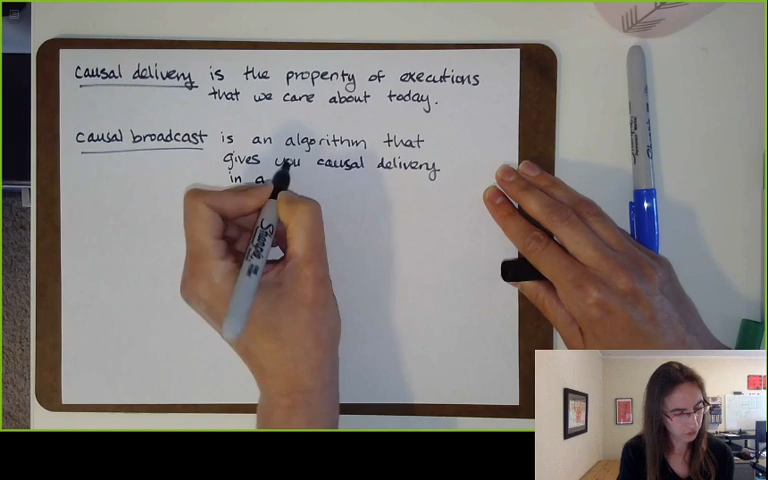 causal delivery is the property of executions
that we care about today.
causal broadcast is an algorithm that
gives you causal delivery
in a
Sharpie